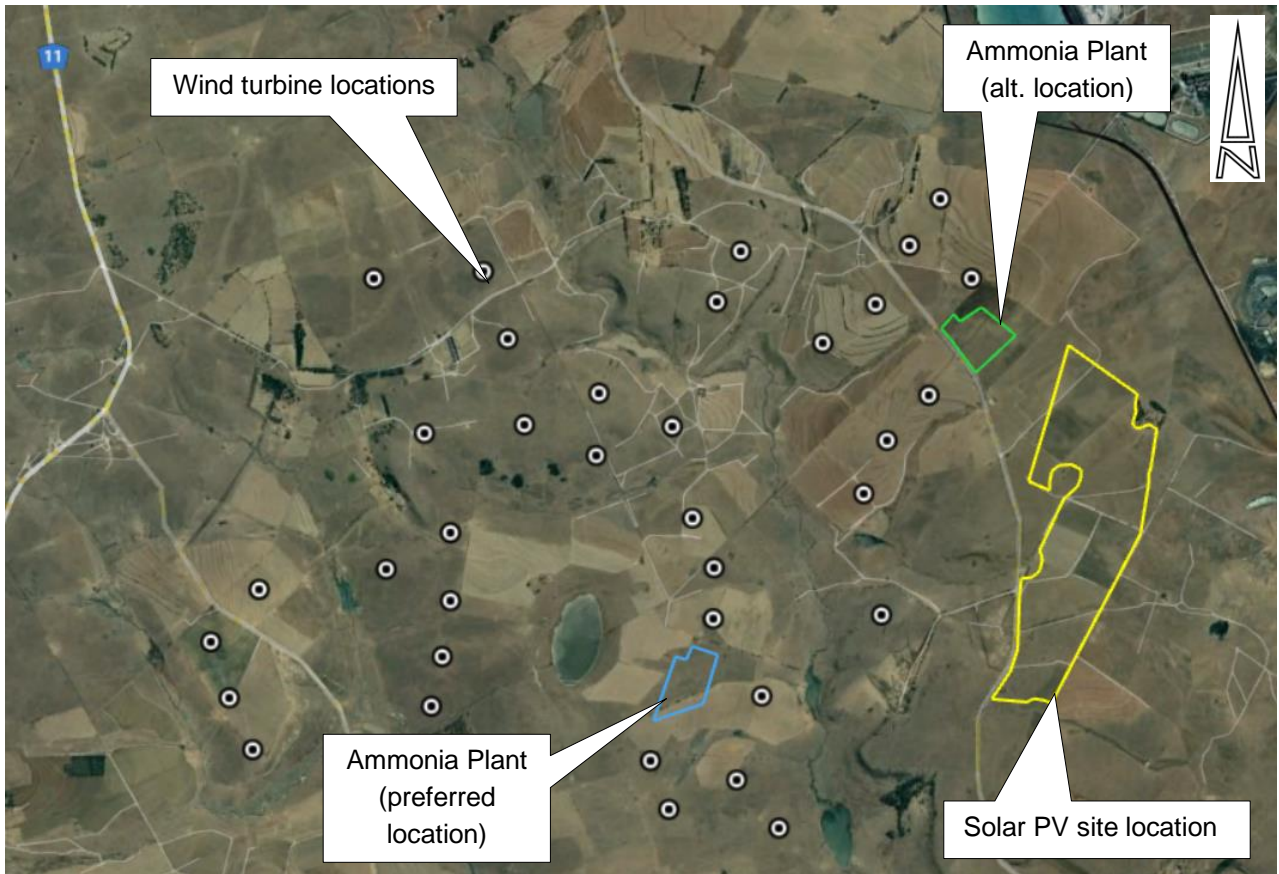 11
Wind turbine locations
Ammonia Plant
(alt. location)
N
Ammonia Plant
(preferred
location)
Solar PV site location